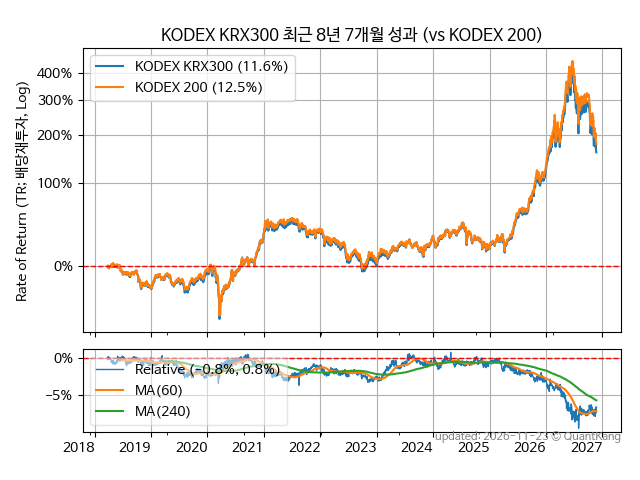 KODEX KRX300 최근 8년 7개월 성과 (vs KODEX 200)
Rate of Return (TR; 배당재투자, Log)
KODEX KRX300 (11.6%)
KODEX 200 (12.5%)
400%
300%
200%
100%
0%
0%
−5%
Relative (−0.8%, 0.8%)
MA(60)
MA(240)
2018 2019 2020 2021 2022 2023 2024 2025 2026 2027
updated: 2026-11-23 © QuantKang